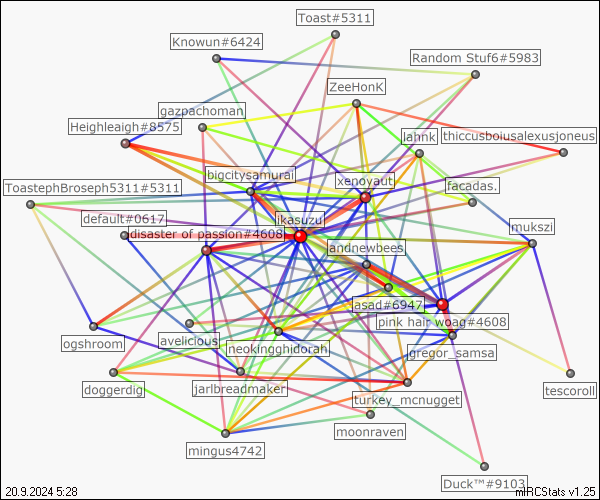 Toast#5311
Knowun#6424
Random Stuf6#5983
ZeeHonK
gazpachoman
Heighleaigh#8575
lahnk
thiccusboiusalexusjoneus
bigcitysamurai
xenoyaut
ToastephBroseph5311#5311
facadas.
default#0617
ikasuzu
mukszi
disaster of passion#4608
andnewbees
asad#6947
pink hair woag#4608
ogshroom
avelicious
neokingghidorah
gregor_samsa
doggerdig
jarlbreadmaker
tescoroll
turkey_mcnugget
moonraven
mingus4742
Duck™#9103
20.9.2024 5:28
mIRCStats v1.25